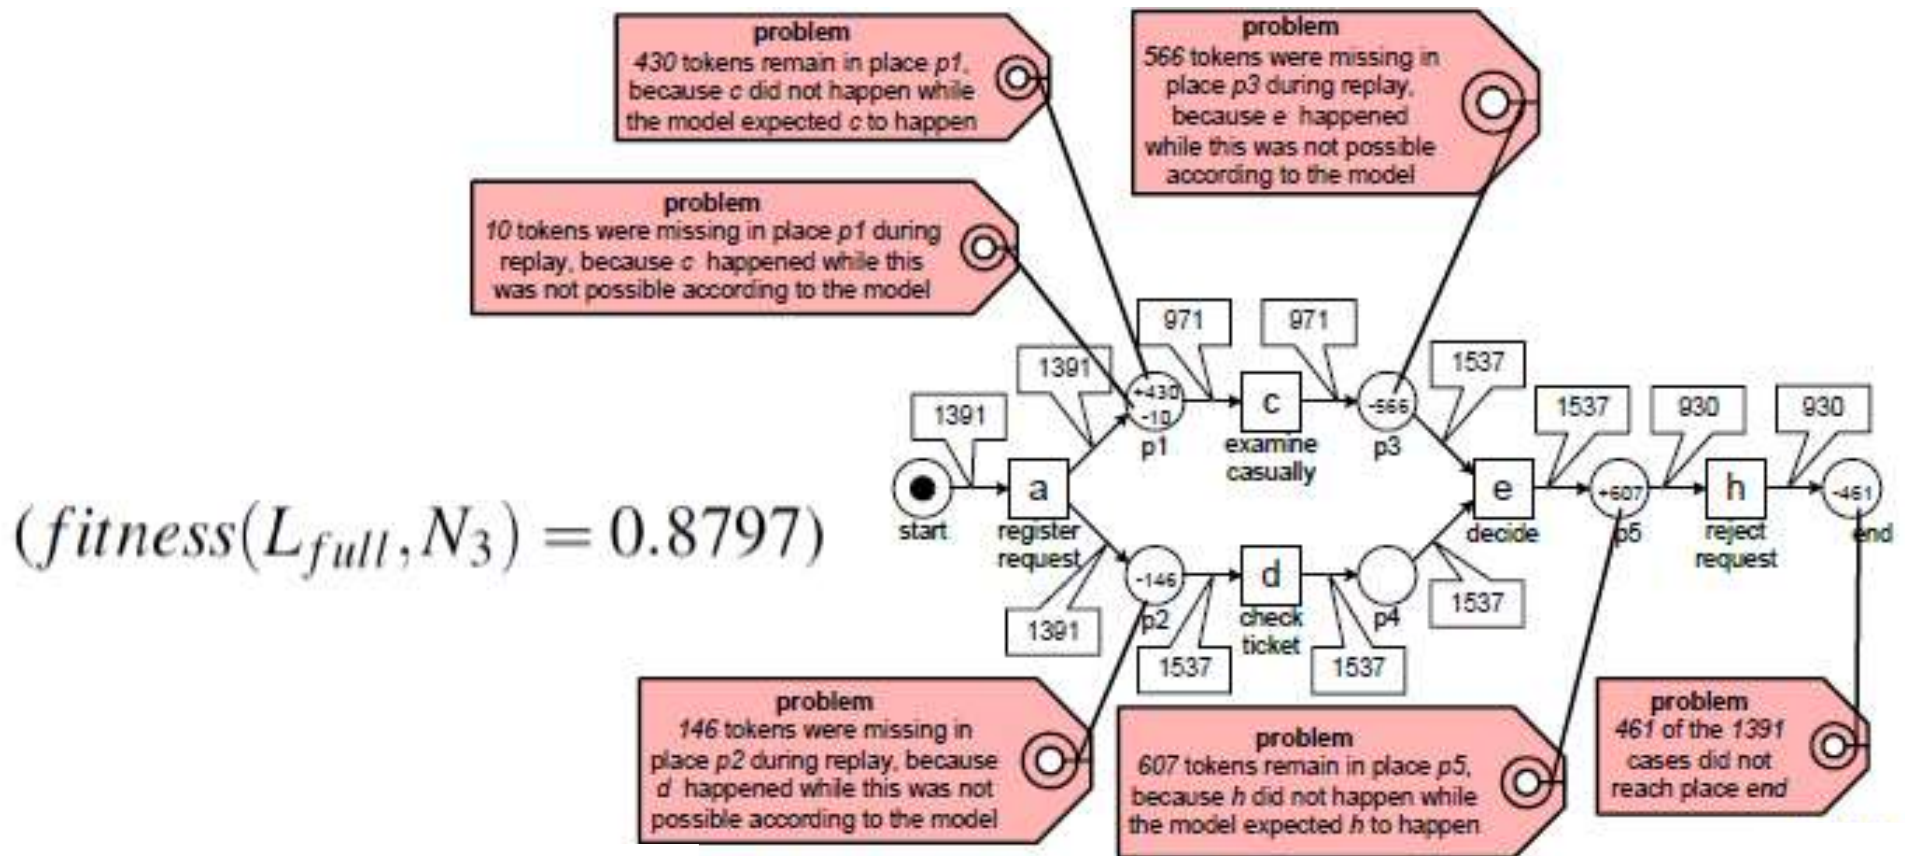 problem
430 tokens remain in place p1,
because c did not happen while
the model expected c to happen
problem
566 tokens were missing in
place p3 during replay,
because e happened
while this was not possible
according to the model
problem
10 tokens were missing in place p1 during
replay, because c happened while this
was not possible according to the model
(fitness(L_full, N_3) = 0.8797)
1391
start
a
register
request
1391
1391
+430
-10
p1
971
c
examine
casually
971
-566
p3
1537
-146
p2
1537
d
check
ticket
1537
p4
1537
e
decide
1537
+607
p5
930
h
reject
request
930
-461
end
problem
146 tokens were missing in
place p2 during replay, because
d happened while this was not
possible according to the model
problem
607 tokens remain in place p5,
because h did not happen while
the model expected h to happen
problem
461 of the 1391
cases did not
reach place end